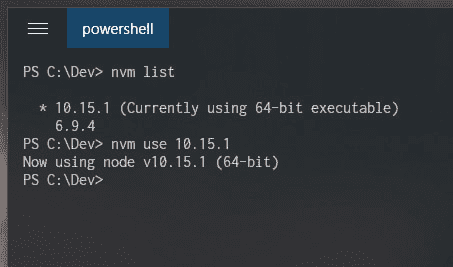 powershell
PS C:\Dev> nvm list
* 10.15.1 (Currently using 64-bit executable)
6.9.4
PS C:\Dev> nvm use 10.15.1
Now using node v10.15.1 (64-bit)
PS C:\Dev>